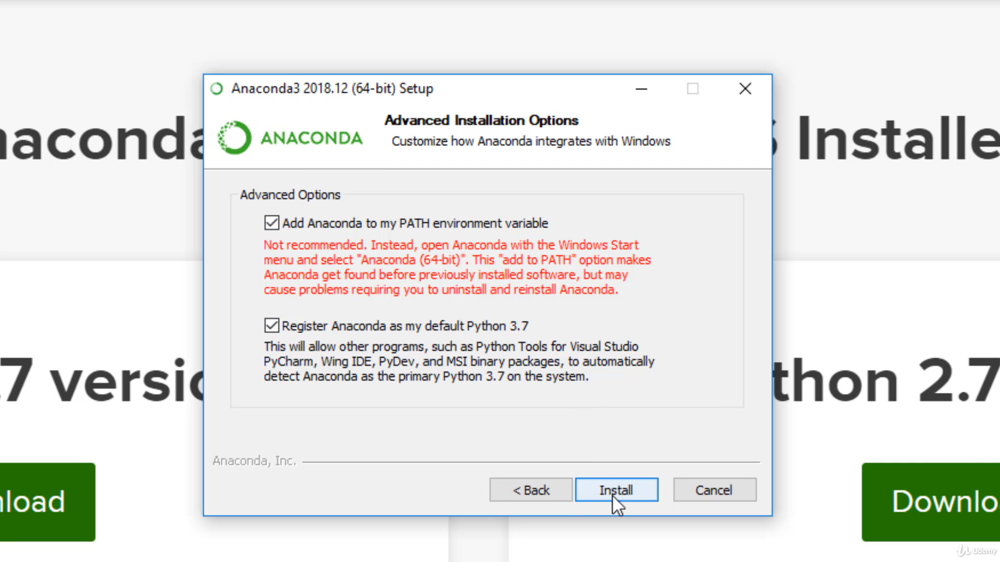 Anaconda3 2018.12 (64-bit) Setup
ANACONDA
Advanced Installation Options
Customize how Anaconda integrates with Windows
naconda
Installe
Advanced Options
Add Anaconda to my PATH environment variable
Not recommended. Instead, open Anaconda with the Windows Start
menu and select "Anaconda (64-bit)". This "add to PATH" option makes
Anaconda get found before previously installed software, but may
cause problems requiring you to uninstall and reinstall Anaconda.
Register Anaconda as my default Python 3.7
This will allow other programs, such as Python Tools for Visual Studio
PyCharm, Wing IDE, PyDev, and MSI binary packages, to automatically
detect Anaconda as the primary Python 3.7 on the system.
.7 versio
thon 2.7
Anaconda, Inc.
< Back
Install
Cancel
nload
Downlo
Udemy